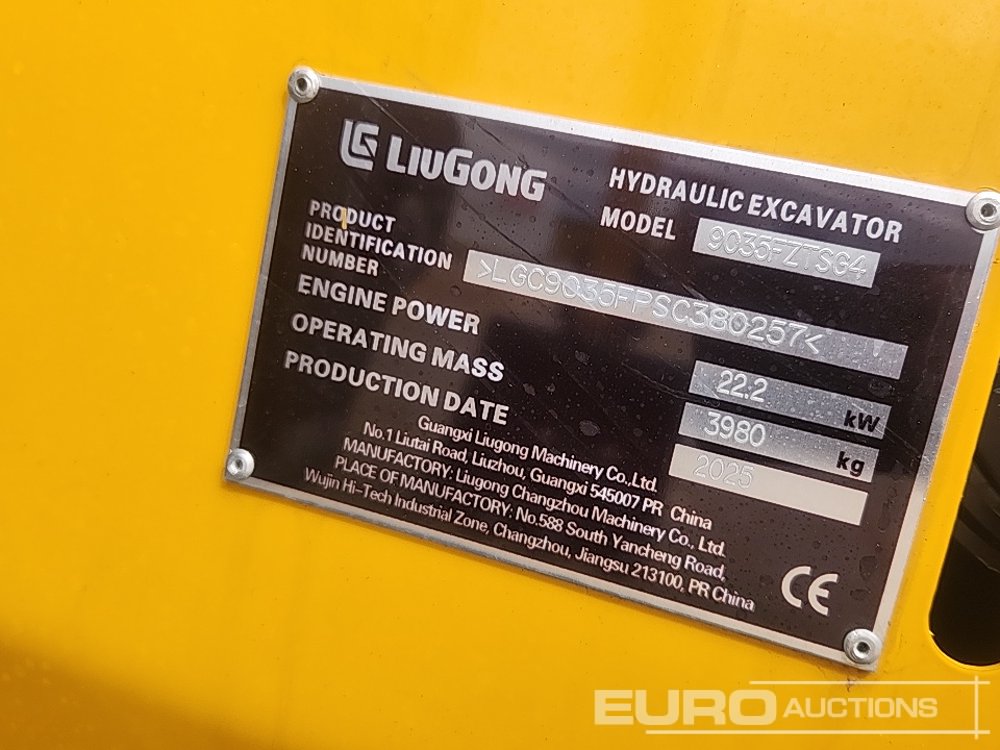 LG LIUGONG
HYDRAULIC EXCAVATOR
MODEL 9035FZTSG4
PRODUCT
IDENTIFICATION
NUMBER >LGC9035FPSC380257<
ENGINE POWER 22.2 kW
OPERATING MASS 3980 kg
PRODUCTION DATE 2025
Guangxi Liugong Machinery Co.,Ltd.
No.1 Liutai Road, Liuzhou, Guangxi 545007 PR China
MANUFACTORY: Liugong Changzhou Machinery Co., Ltd.
PLACE OF MANUFACTORY: No.588 South Yancheng Road,
Wujin Hi-Tech Industrial Zone, Changzhou, Jiangsu 213100, PR China
CE
EURO AUCTIONS